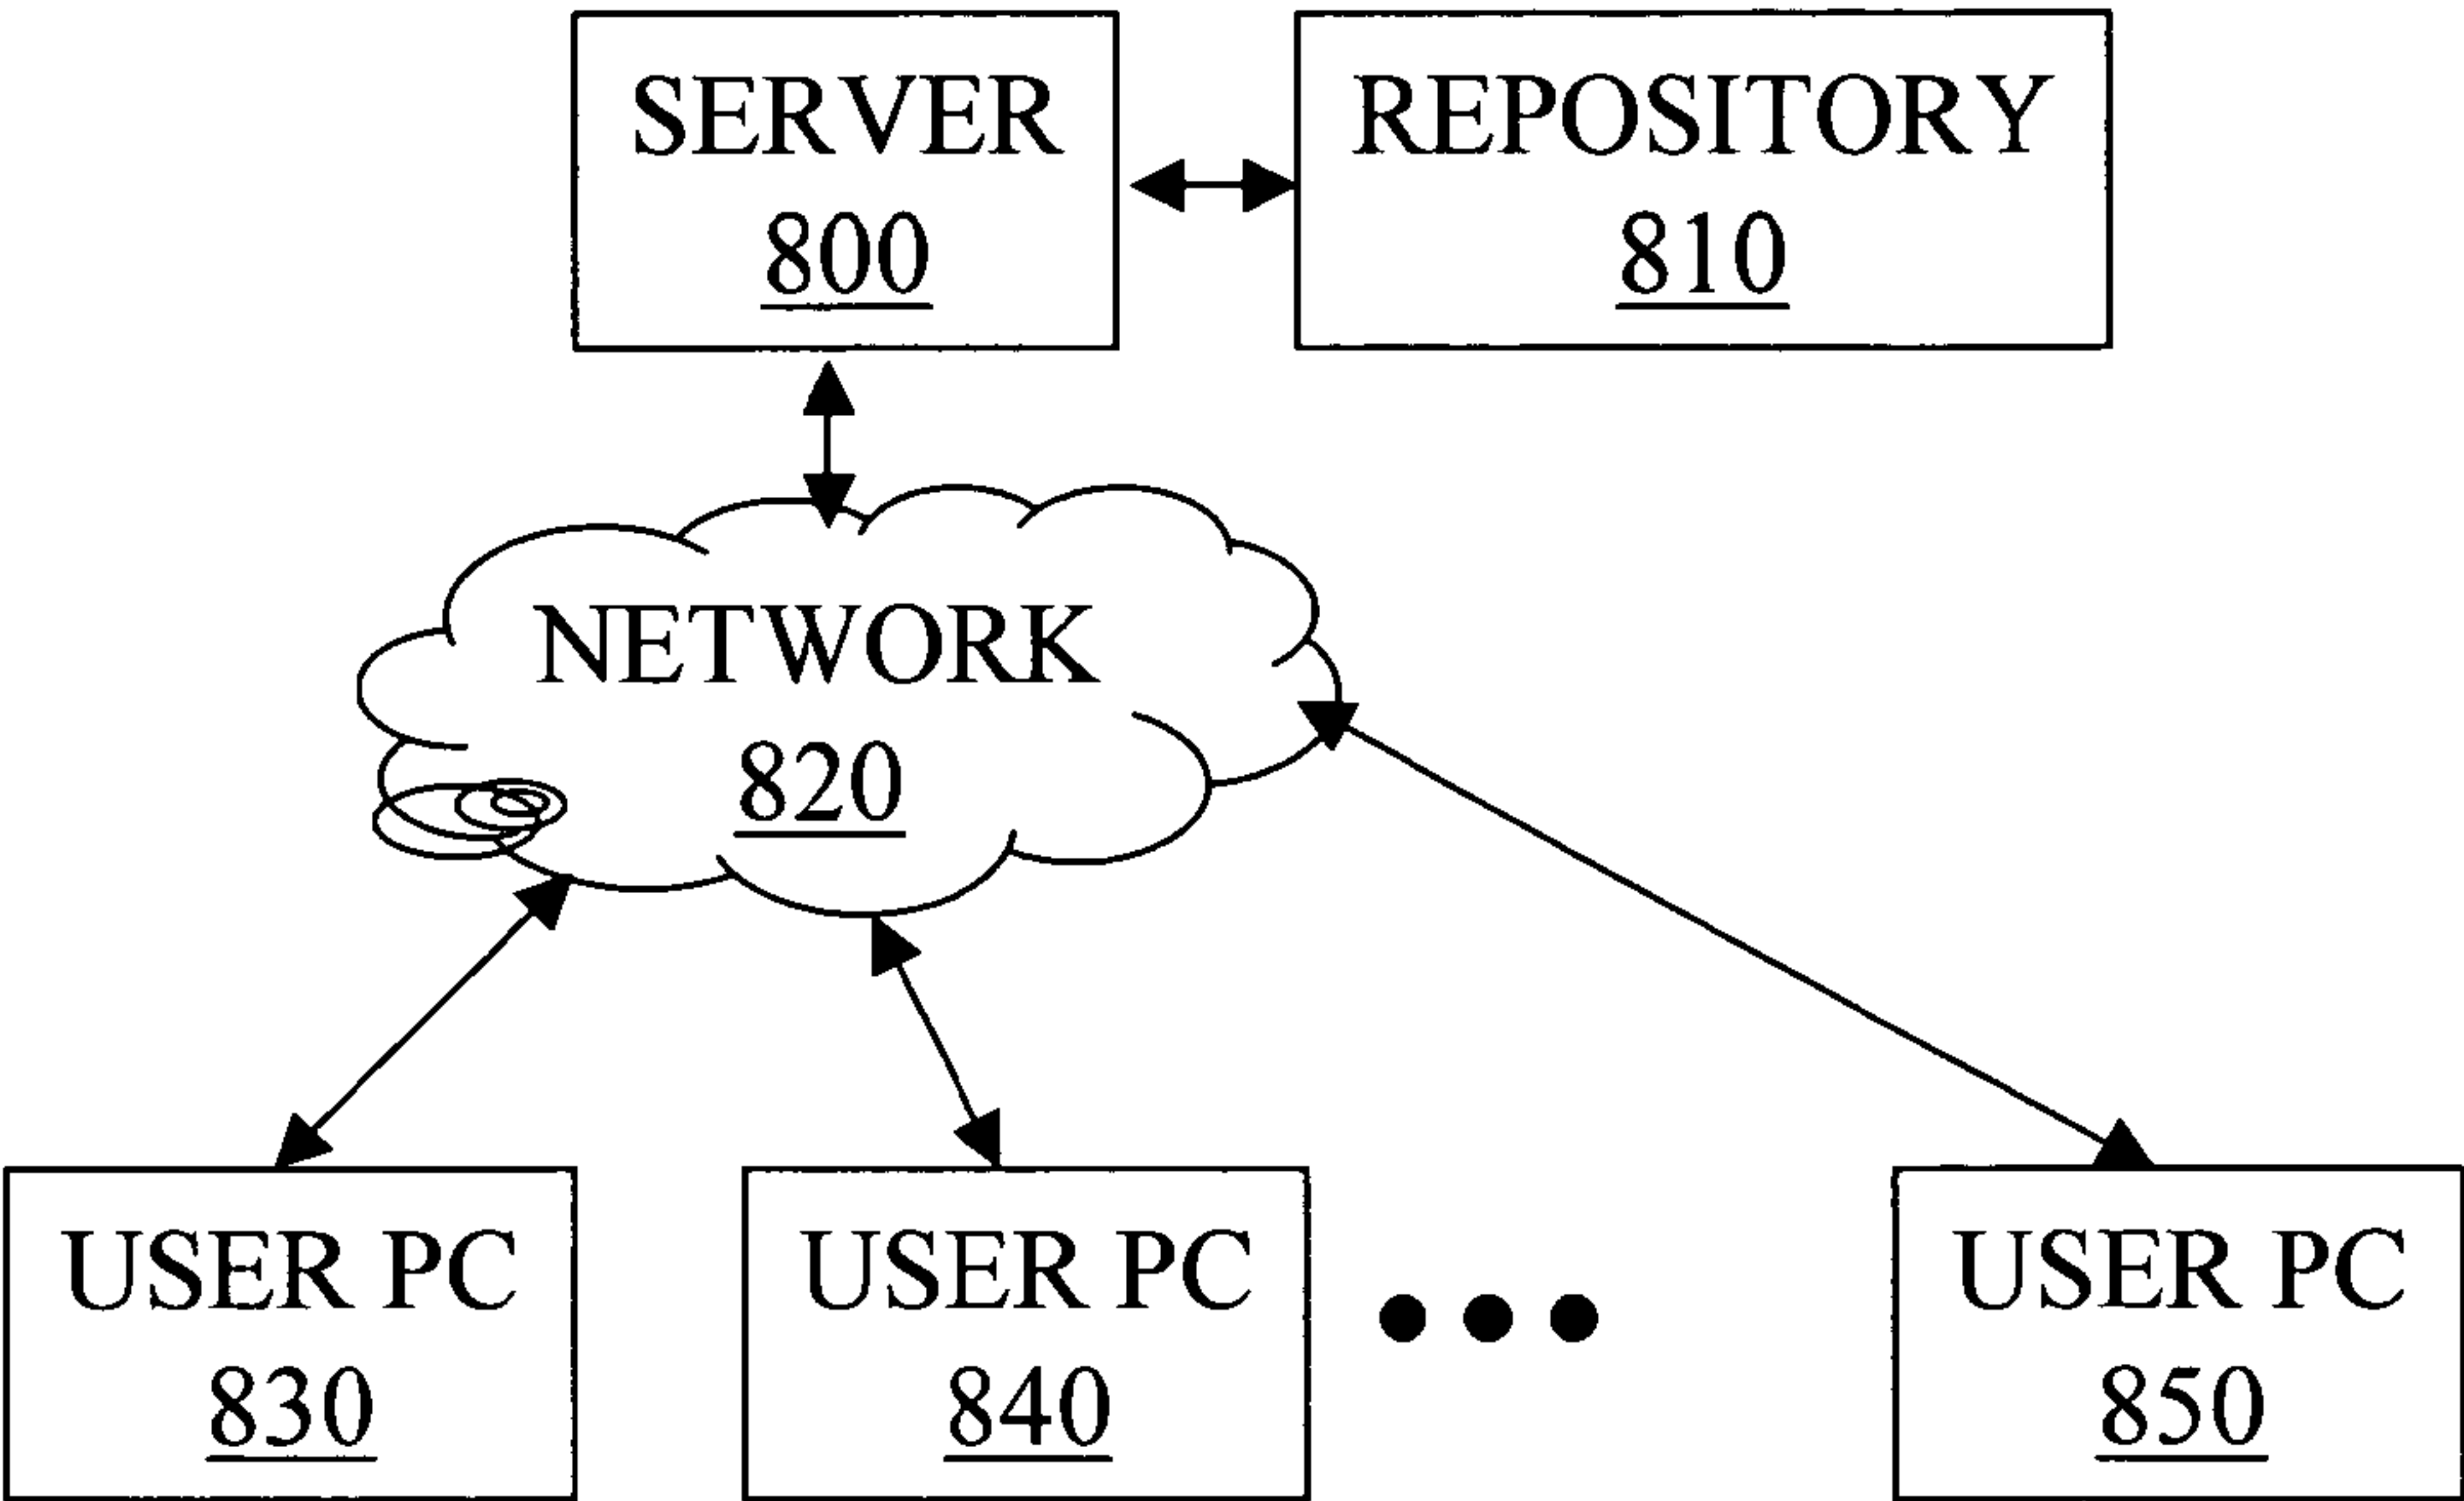 SERVER
800
REPOSITORY
810
NETWORK
820
USER PC
830
USER PC
840
USER PC
850